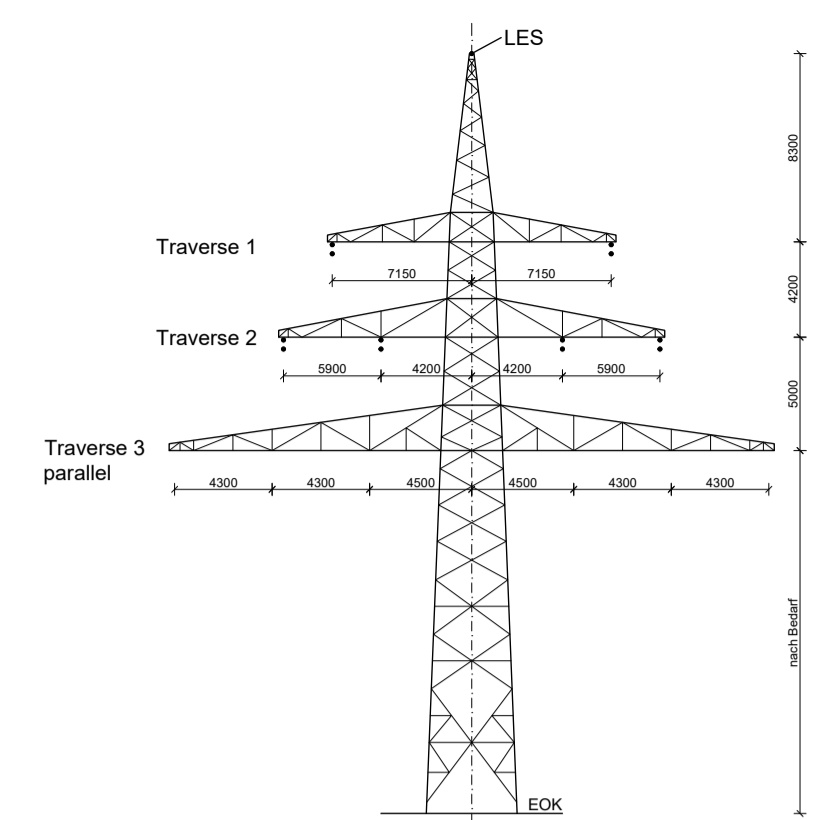 LES
8300
Traverse 1
7150 7150
4200
Traverse 2
5900 4200 4200 5900
5000
Traverse 3
parallel
4300 4300 4500 4500 4300 4300
nach Bedarf
EOK